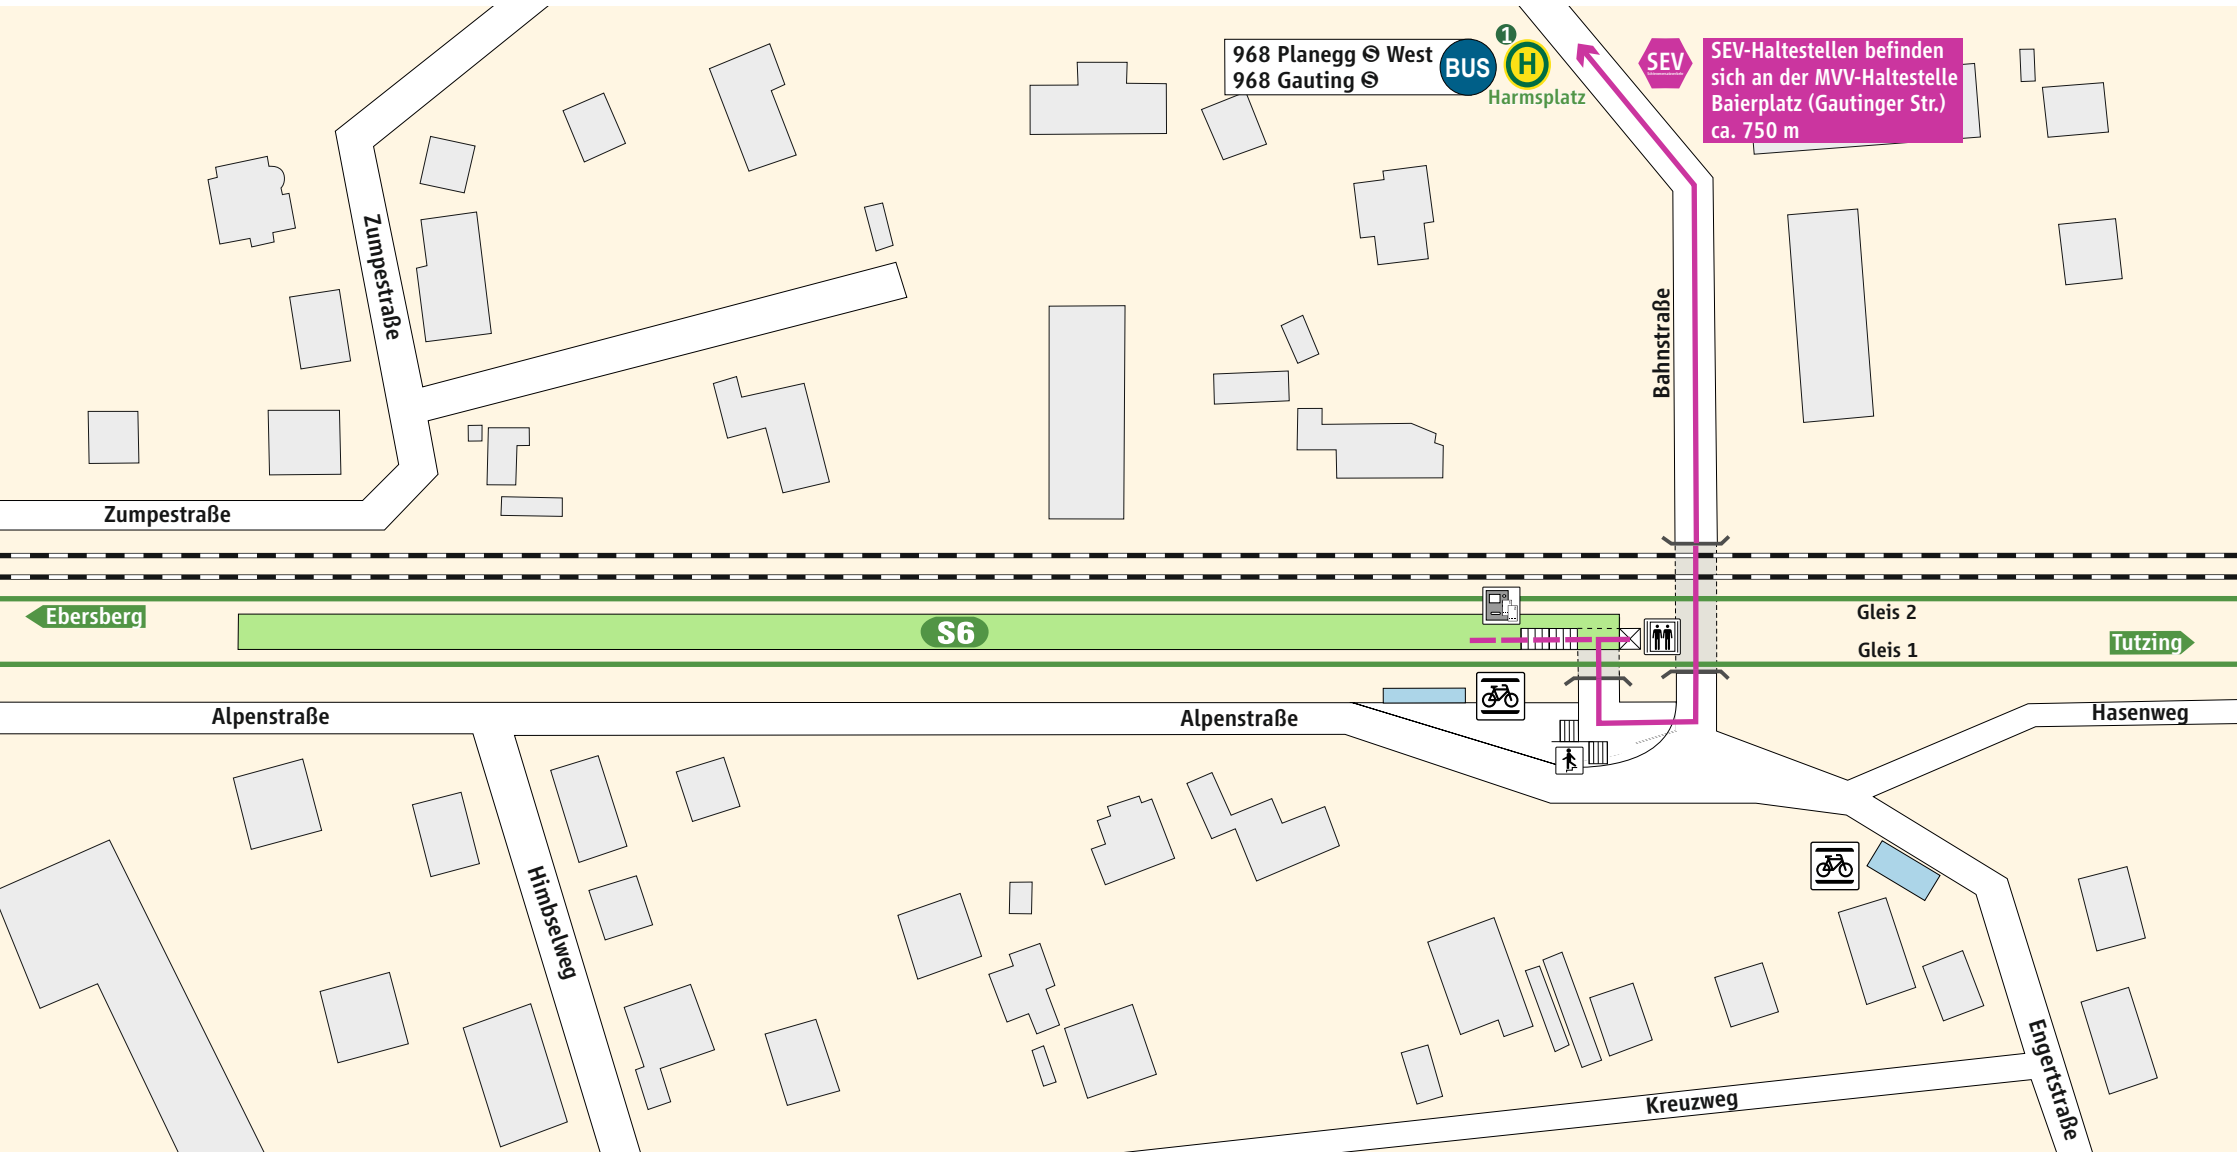 968 Planegg S West
968 Gauting S
BUS
1
H
Harmsplatz
SEV
SEV-Haltestellen befinden
sich an der MVV-Haltestelle
Baierplatz (Gautinger Str.)
ca. 750 m
Zumpestraße
Bahnstraße
Zumpestraße
Ebersberg
S6
Gleis 2
Gleis 1
Tutzing
Alpenstraße
Alpenstraße
Hasenweg
Himbselweg
Engertstraße
Kreuzweg